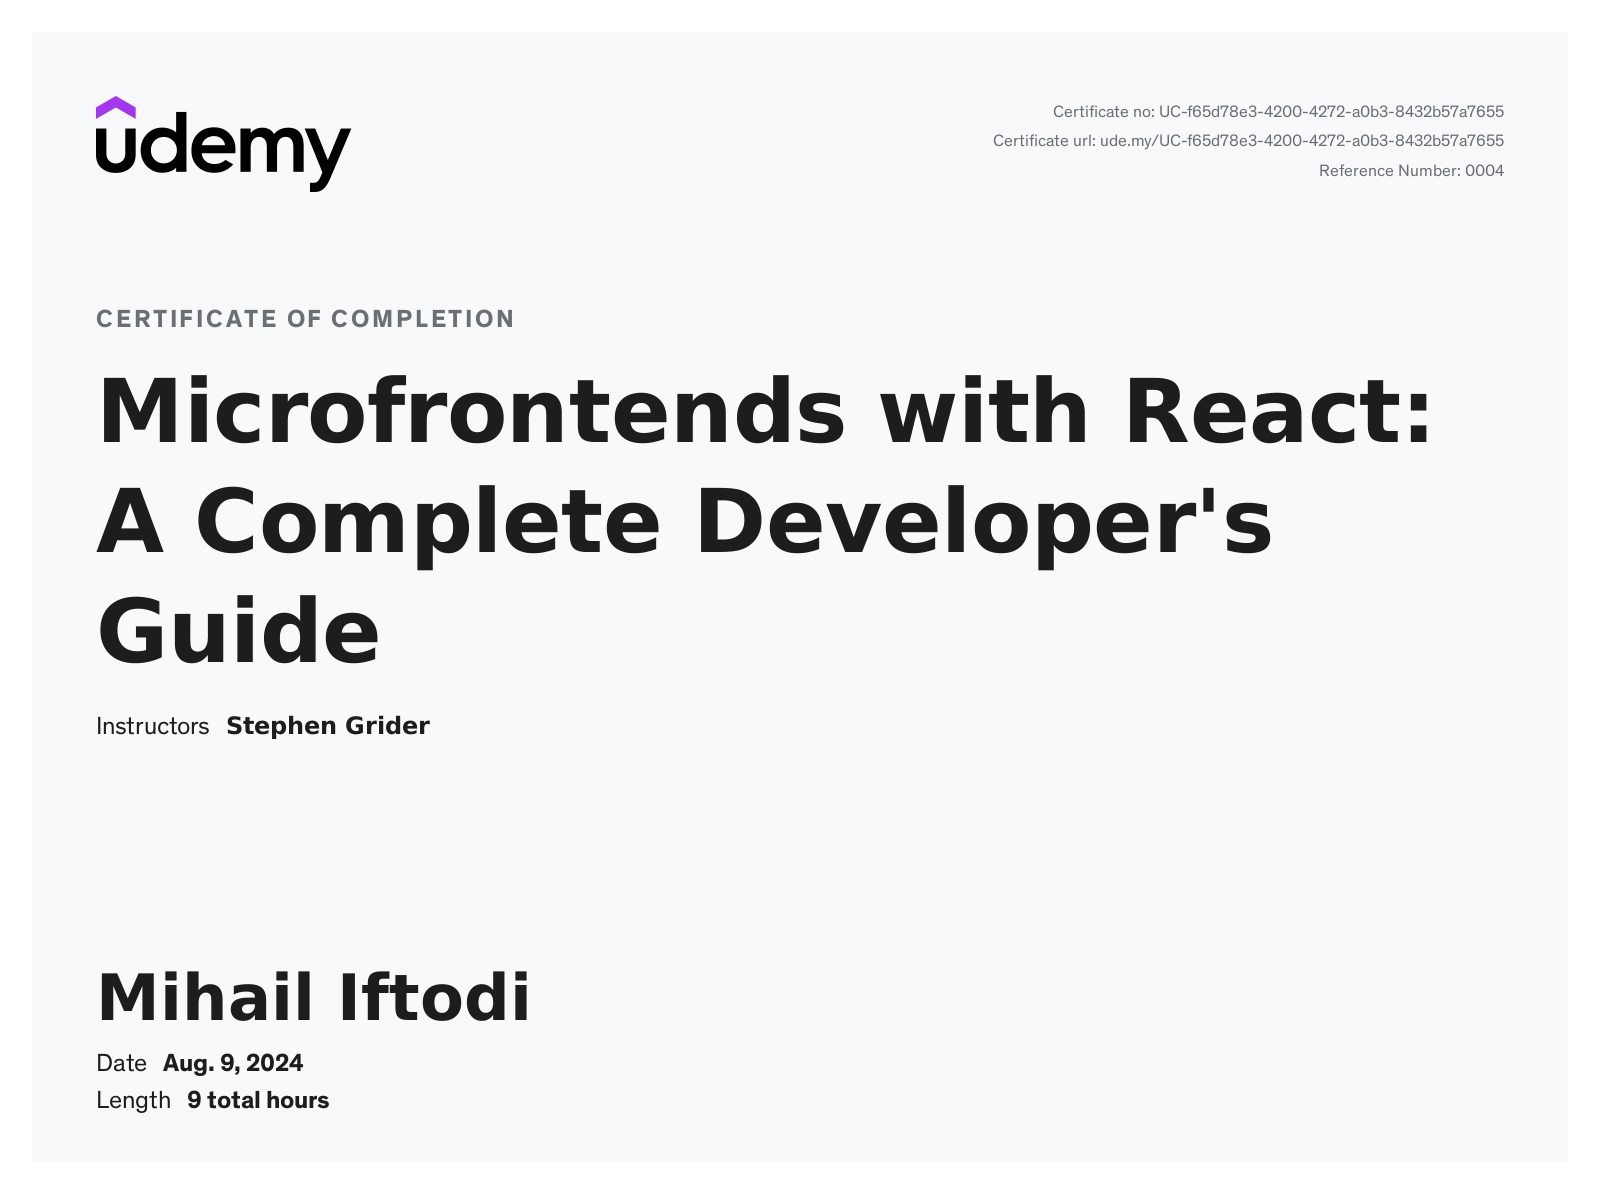 udemy
Certificate no: UC-f65d78e3-4200-4272-a0b3-8432b57a7655
Certificate url: ude.my/UC-f65d78e3-4200-4272-a0b3-8432b57a7655
Reference Number: 0004
CERTIFICATE OF COMPLETION
Microfrontends with React:
A Complete Developer's
Guide
Instructors Stephen Grider
Mihail Iftodi
Date Aug. 9, 2024
Length 9 total hours